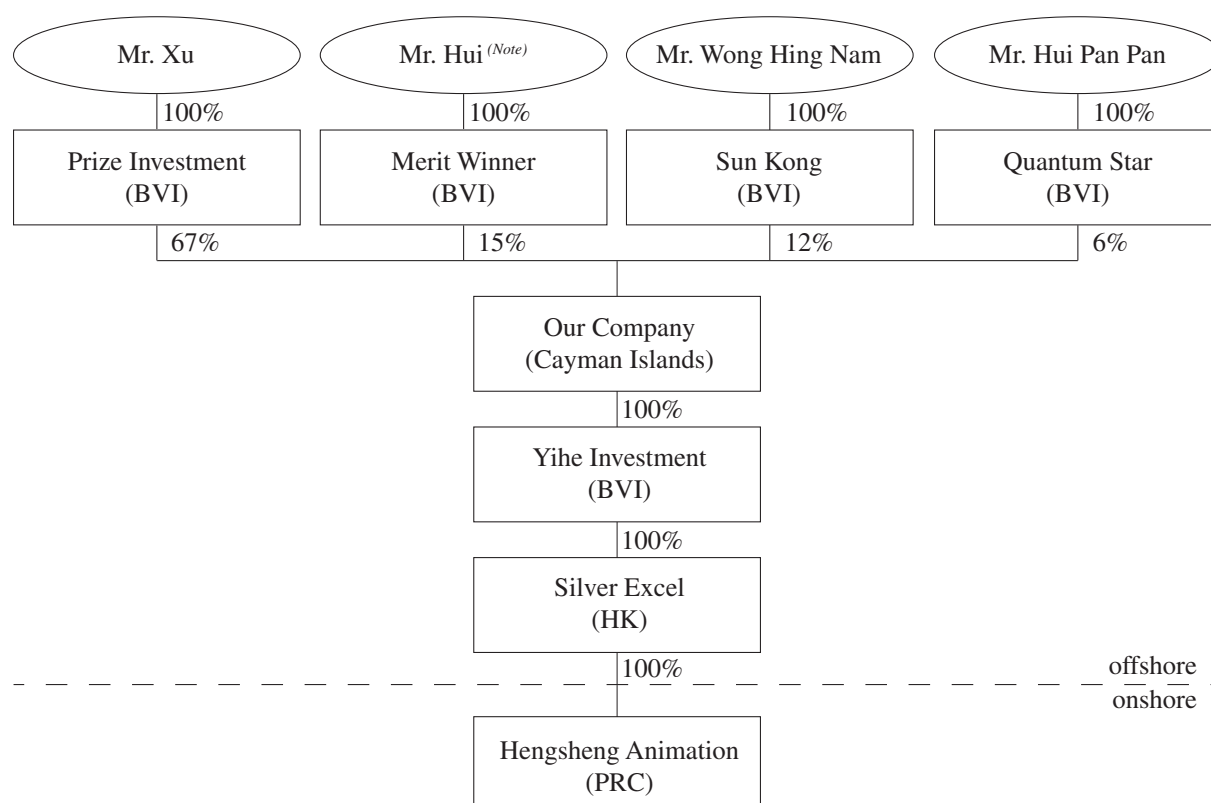 Mr. Xu
Mr. Hui (Note)
Mr. Wong Hing Nam
Mr. Hui Pan Pan
100%
100%
100%
100%
Prize Investment
(BVI)
Merit Winner
(BVI)
Sun Kong
(BVI)
Quantum Star
(BVI)
67%
15%
12%
6%
Our Company
(Cayman Islands)
100%
Yihe Investment
(BVI)
100%
Silver Excel
(HK)
100%
offshore
onshore
Hengsheng Animation
(PRC)